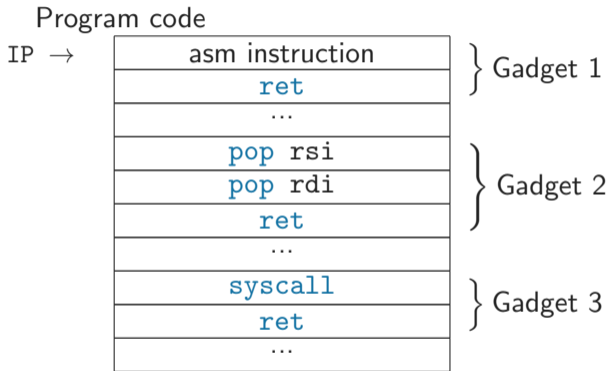 Program code
IP → asm instruction
ret
Gadget 1
...
pop rsi
pop rdi
ret
Gadget 2
...
syscall
ret
Gadget 3
...